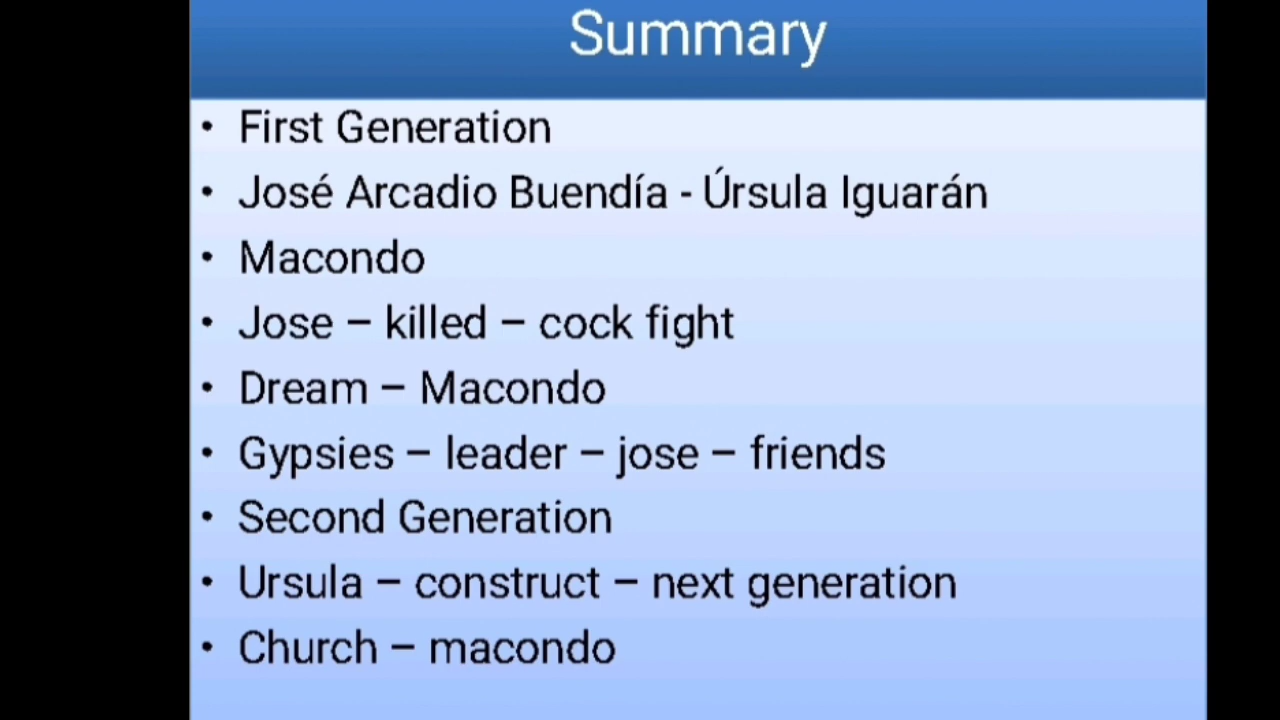 Summary
• First Generation
• José Arcadio Buendía - Úrsula Iguarán
• Macondo
• Jose – killed – cock fight
• Dream – Macondo
• Gypsies – leader – jose – friends
• Second Generation
• Ursula – construct – next generation
• Church – macondo